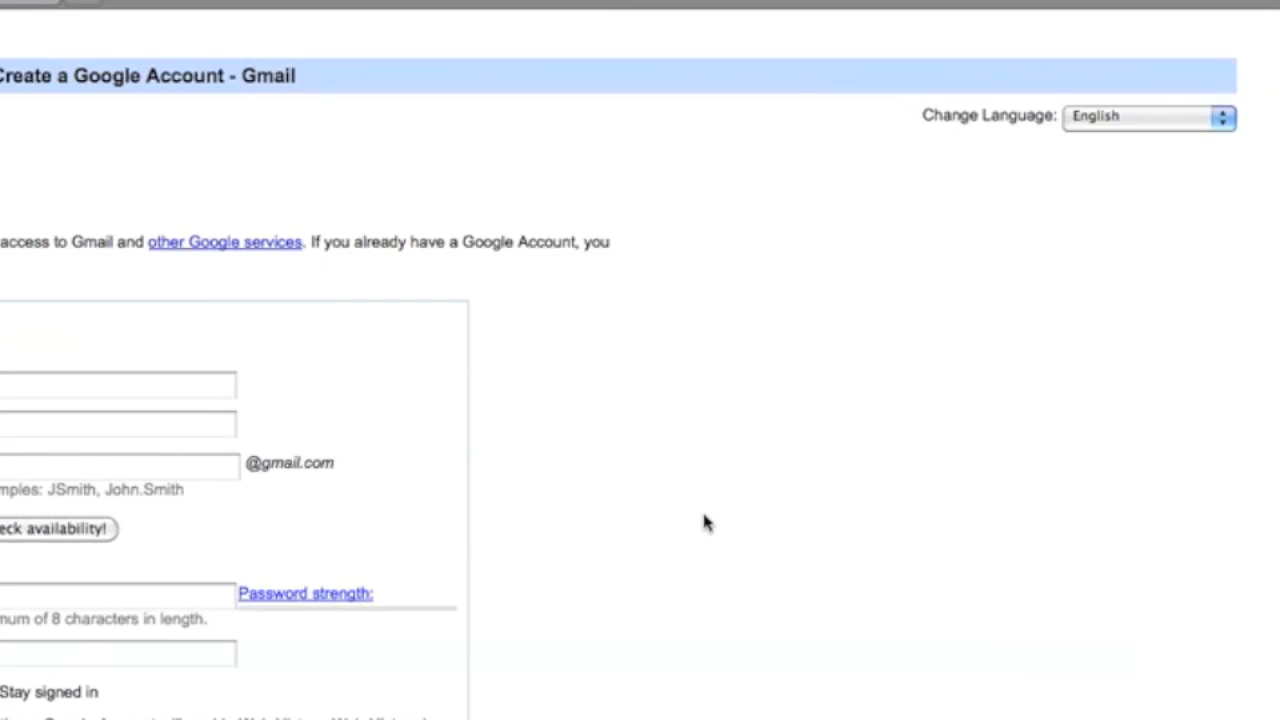 Create a Google Account - Gmail
Change Language: English
access to Gmail and other Google services. If you already have a Google Account, you
@gmail.com
mples: JSmith, John.Smith
eck availability!
Password strength:
mum of 8 characters in length.
Stay signed in